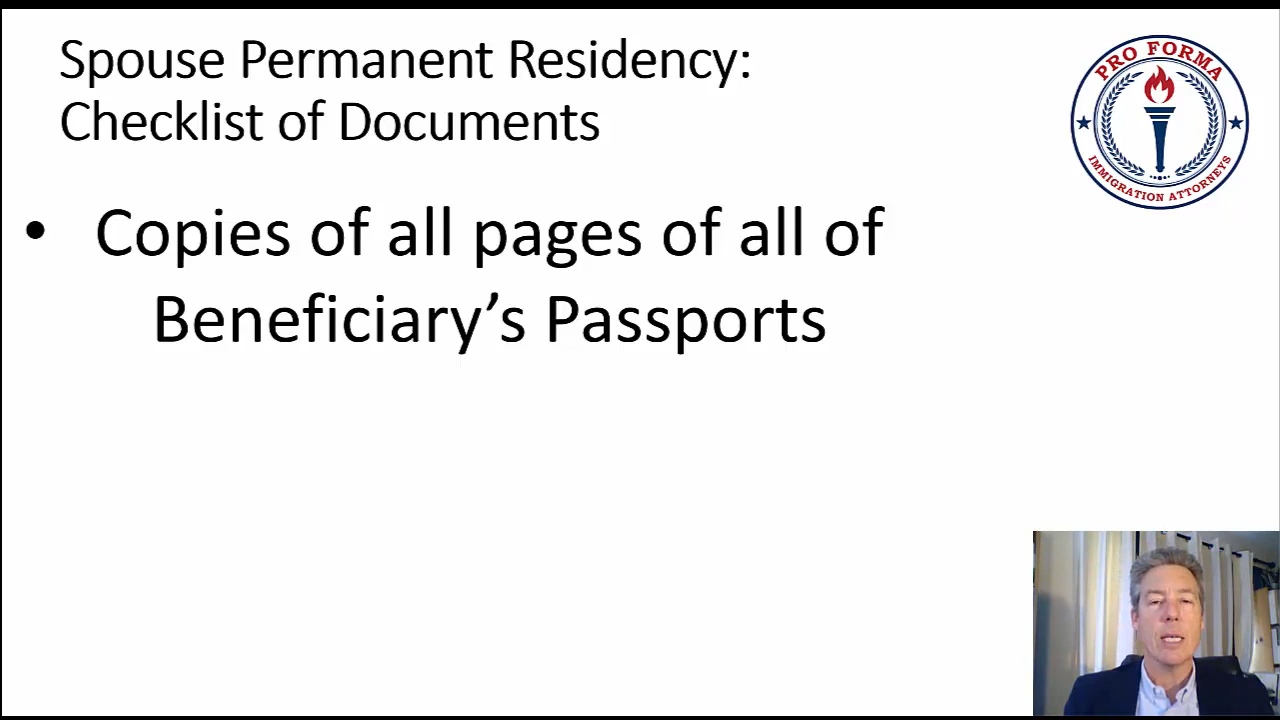 Spouse Permanent Residency:
Checklist of Documents
PRO FORMA
IMMIGRATION ATTORNEYS
• Copies of all pages of all of
Beneficiary’s Passports